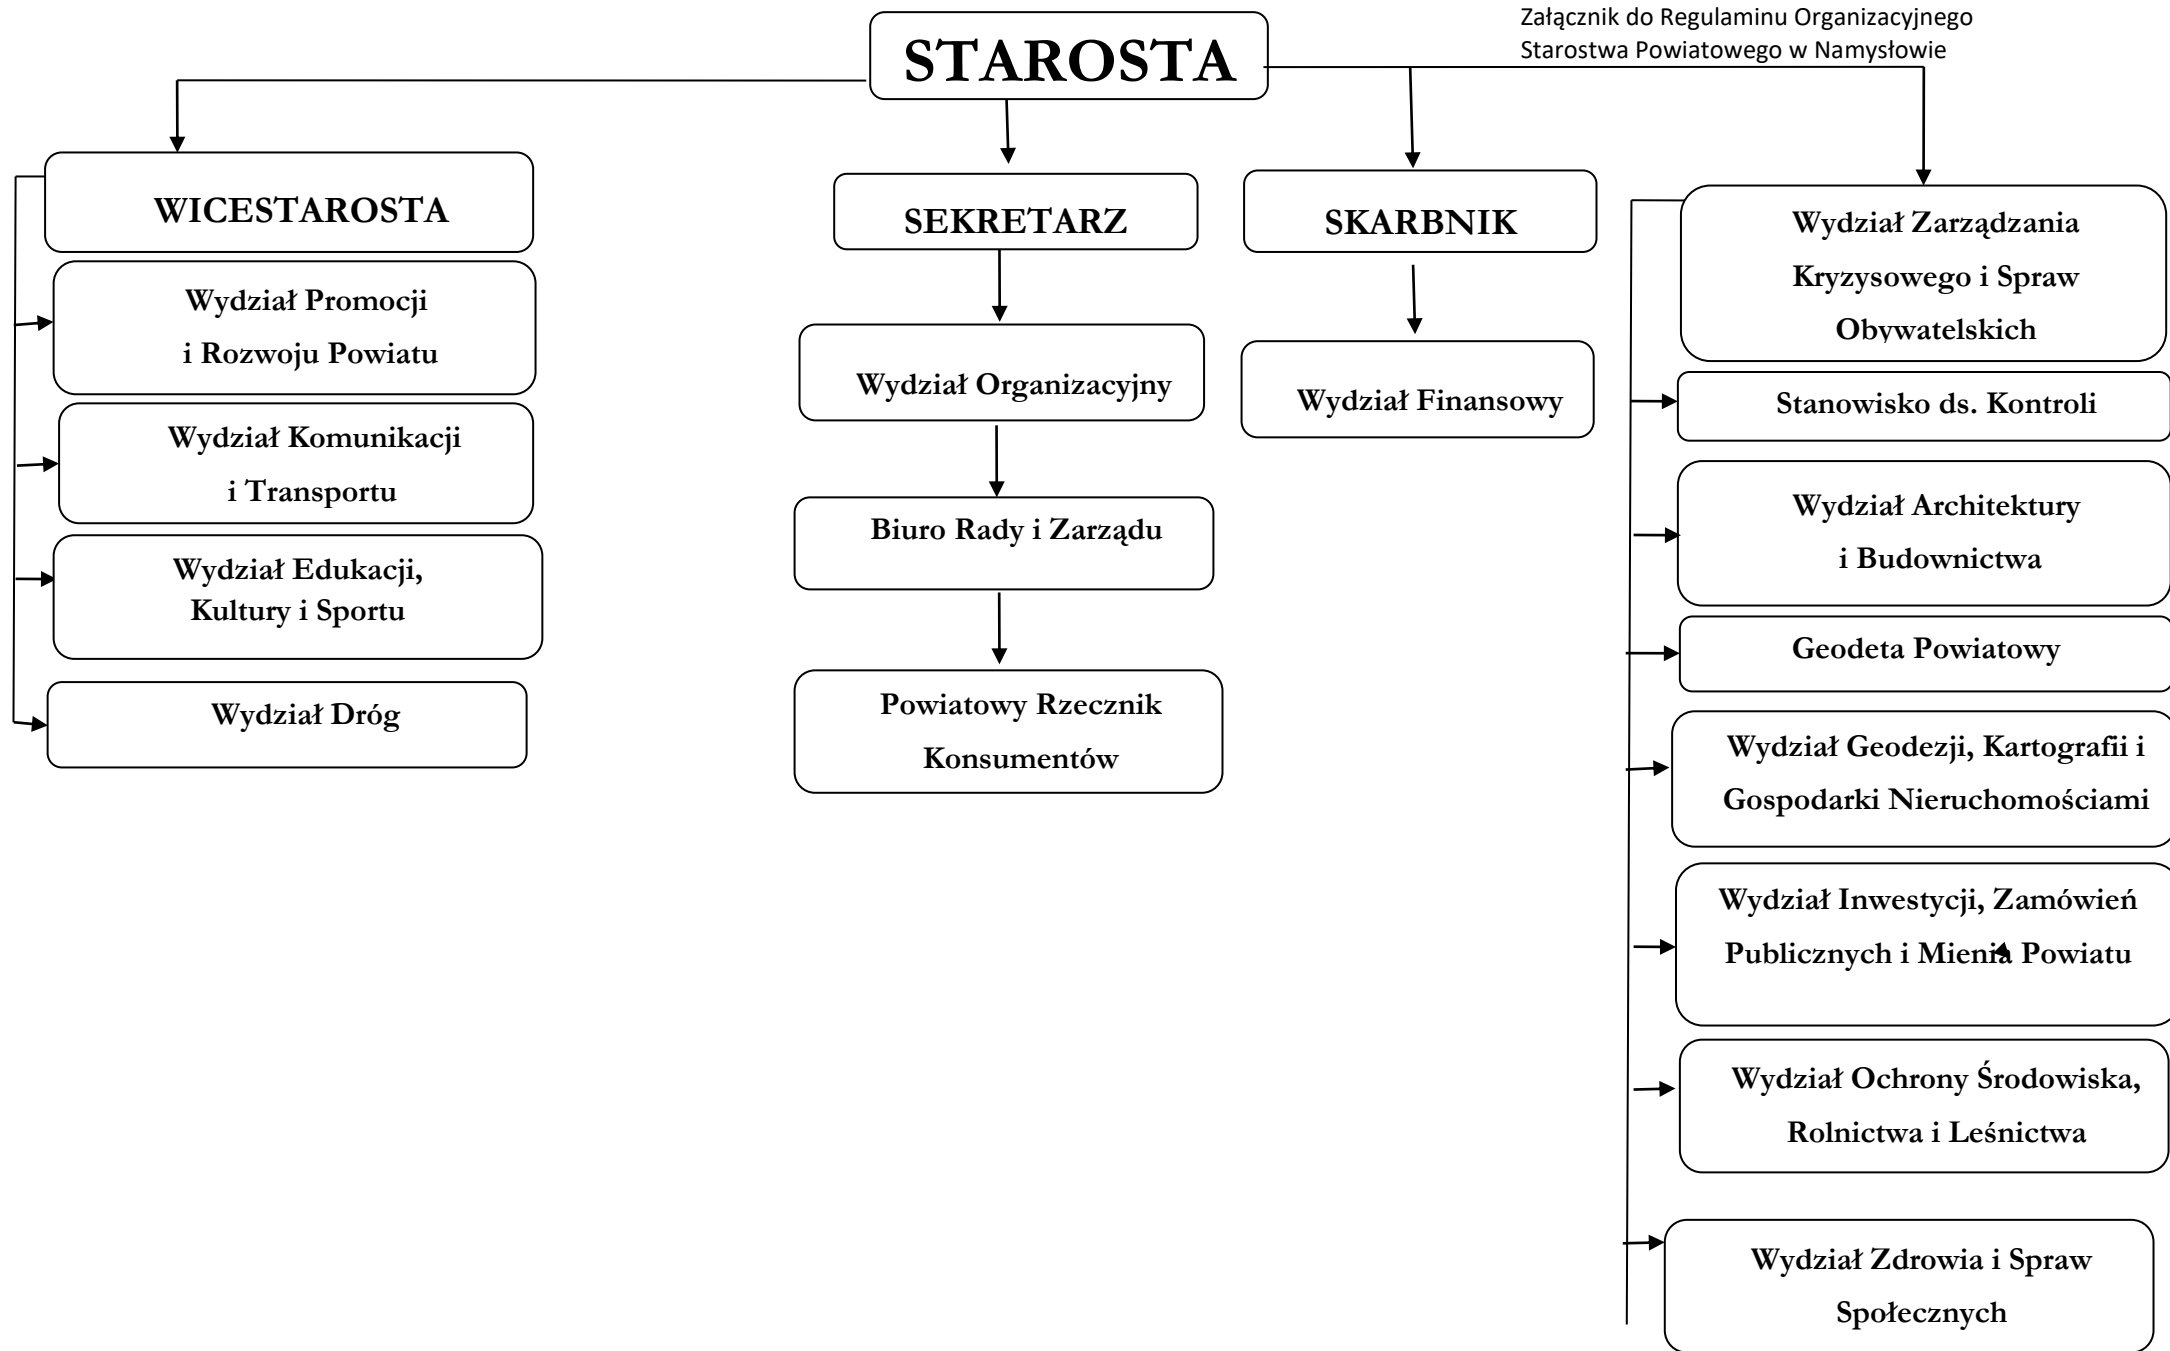 Załącznik do Regulaminu Organizacyjnego
Starostwa Powiatowego w Namysłowie
STAROSTA
WICESTAROSTA
Wydział Promocji
i Rozwoju Powiatu
Wydział Komunikacji
i Transportu
Wydział Edukacji,
Kultury i Sportu
Wydział Dróg
SEKRETARZ
Wydział Organizacyjny
Biuro Rady i Zarządu
Powiatowy Rzecznik
Konsumentów
SKARBNIK
Wydział Finansowy
Wydział Zarządzania
Kryzysowego i Spraw
Obywatelskich
Stanowisko ds. Kontroli
Wydział Architektury
i Budownictwa
Geodeta Powiatowy
Wydział Geodezji, Kartografii i
Gospodarki Nieruchomościami
Wydział Inwestycji, Zamówień
Publicznych i Mienia Powiatu
Wydział Ochrony Środowiska,
Rolnictwa i Leśnictwa
Wydział Zdrowia i Spraw
Społecznych